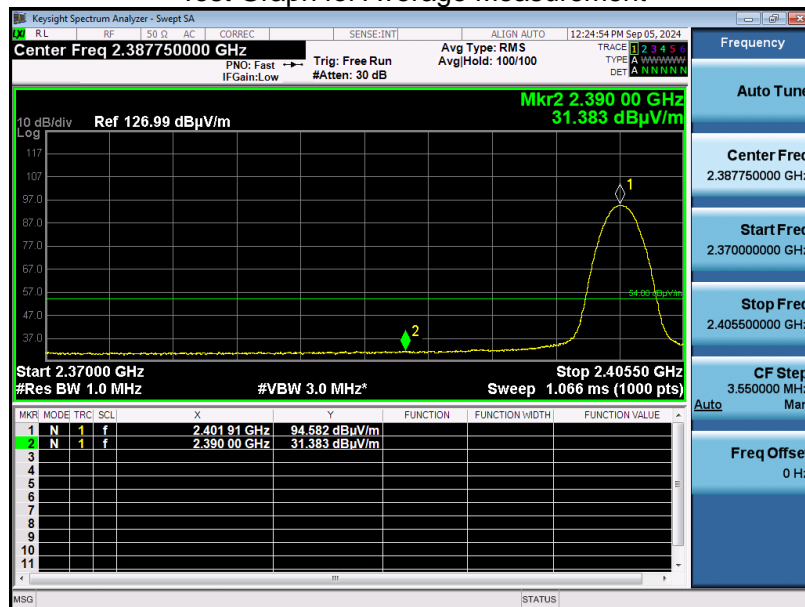 Test Graph for Average Measurement
Keysight Spectrum Analyzer - Swept SA
RL RF 50 Ω AC CORREC SENSE:INT ALIGN AUTO 12:24:54 PM Sep 05, 2024
Center Freq 2.387750000 GHz
PNO: Fast
IFGain:Low
Trig: Free Run
#Atten: 30 dB
Avg Type: RMS
Avg|Hold: 100/100
TRACE 1 2 3 4 5 6
TYPE A WWWWW
DET A N N N N N
Mkr2 2.390 00 GHz
31.383 dBµV/m
10 dB/div Ref 126.99 dBµV/m
Log
117
107
97.0
87.0
77.0
67.0
57.0
47.0
37.0
1
2
54.00 dBµV/m
Start 2.37000 GHz Stop 2.40550 GHz
#Res BW 1.0 MHz #VBW 3.0 MHz* Sweep 1.066 ms (1000 pts)
MKR MODE TRC SCL X Y FUNCTION FUNCTION WIDTH FUNCTION VALUE
1 N 1 f 2.401 91 GHz 94.582 dBµV/m
2 N 1 f 2.390 00 GHz 31.383 dBµV/m
3
4
5
6
7
8
9
10
11
MSG STATUS
Frequency
Auto Tune
Center Freq
2.387750000 GHz
Start Freq
2.370000000 GHz
Stop Freq
2.405500000 GHz
CF Step
3.550000 MHz
Auto Man
Freq Offset
0 Hz